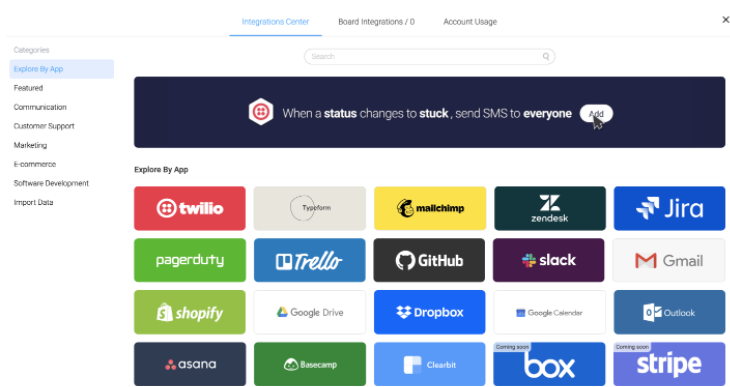 Integrations Center
Board Integrations / 0
Account Usage
Categories
Explore By App
Featured
Communication
Customer Support
Marketing
E-commerce
Software Development
Import Data
Search
When a status changes to stuck, send SMS to everyone
Add
Explore By App
twilio
Typeform
mailchimp
zendesk
Jira
pagerduty
Trello
GitHub
slack
Gmail
shopify
Google Drive
Dropbox
Google Calendar
Outlook
asana
Basecamp
Clearbit
Coming soon
box
Coming soon
stripe